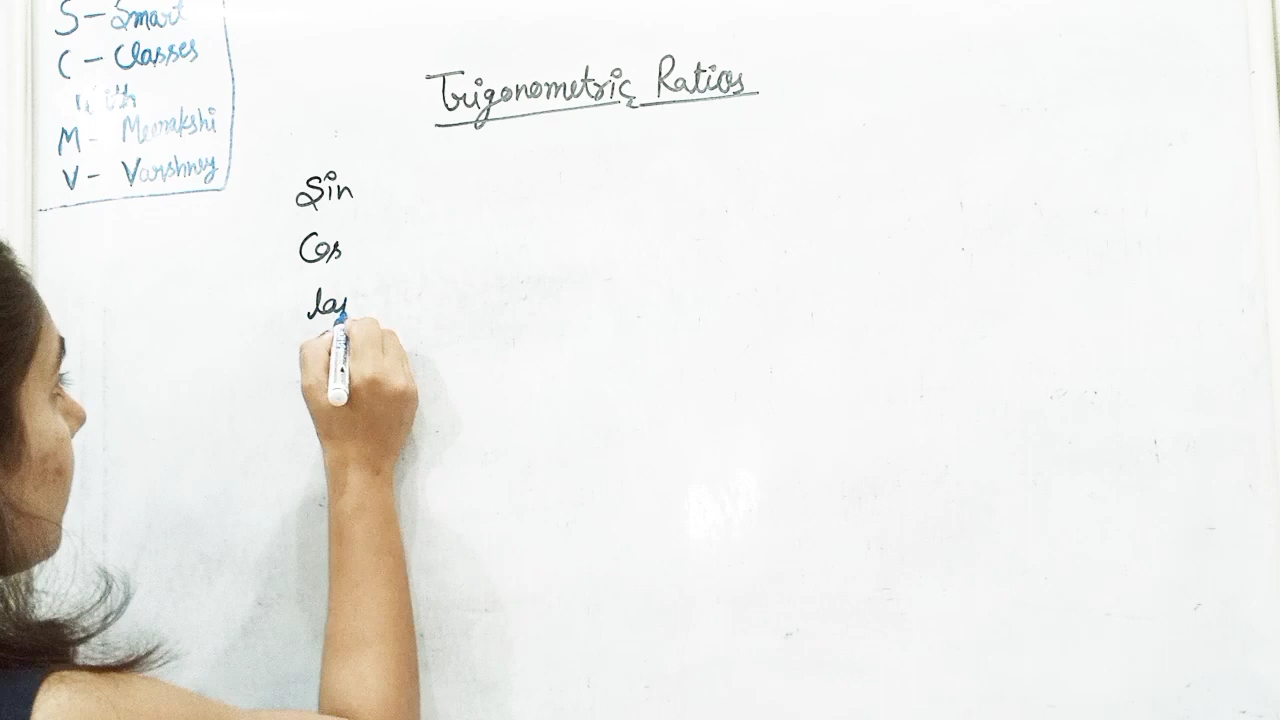 S - Smart
C - Classes
with
M - Meenakshi
V - Varshney
Trigonometric Ratios
Sin
Cos